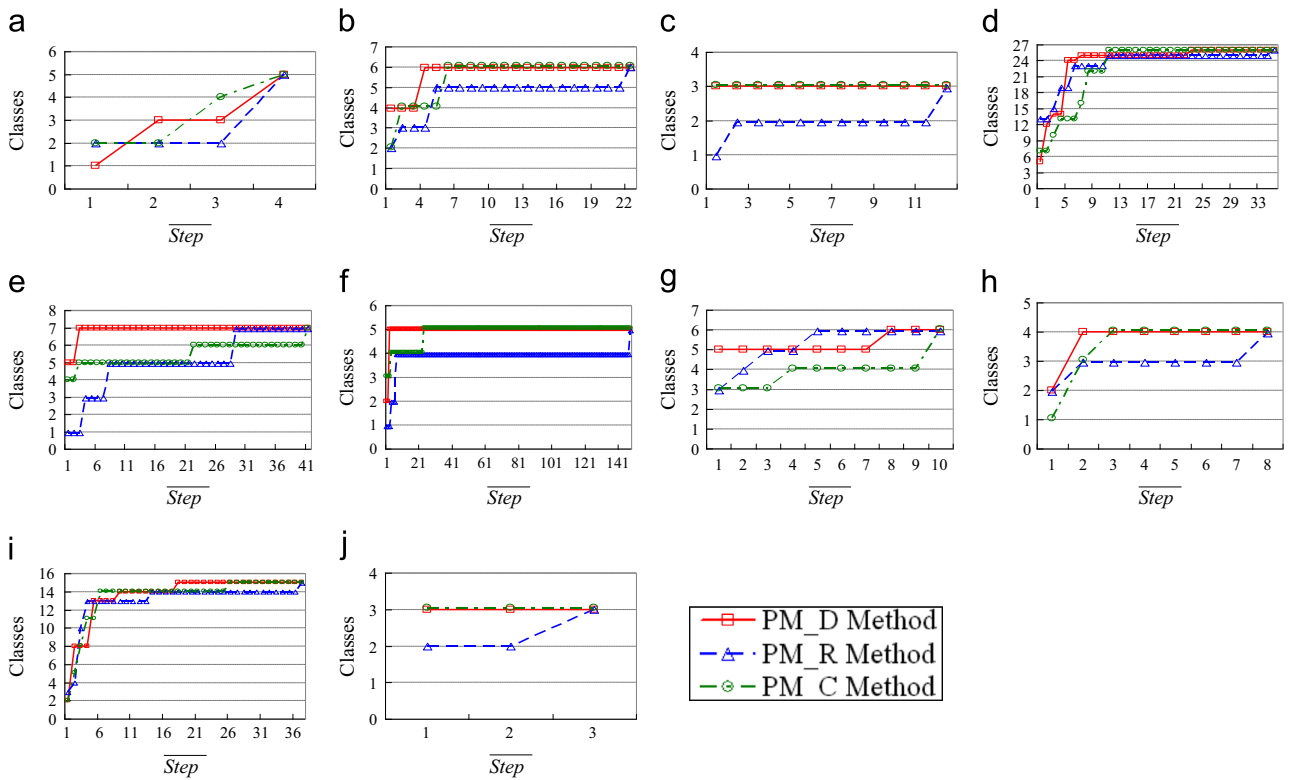 a
6
5
4
3
2
1
0
Classes
1 2 3 4
Step
b
7
6
5
4
3
2
1
0
Classes
1 4 7 10 13 16 19 22
Step
c
4
3
2
1
0
Classes
1 3 5 7 9 11
Step
d
27
24
21
18
15
12
9
6
3
0
Classes
1 5 9 13 17 21 25 29 33
Step
e
8
7
6
5
4
3
2
1
0
Classes
1 6 11 16 21 26 31 36 41
Step
f
6
5
4
3
2
1
0
Classes
1 21 41 61 81 101 121 141
Step
g
7
6
5
4
3
2
1
0
Classes
1 2 3 4 5 6 7 8 9 10
Step
h
5
4
3
2
1
0
Classes
1 2 3 4 5 6 7 8
Step
i
16
14
12
10
8
6
4
2
0
Classes
1 6 11 16 21 26 31 36
Step
j
4
3
2
1
0
Classes
1 2 3
Step
PM_D Method
PM_R Method
PM_C Method